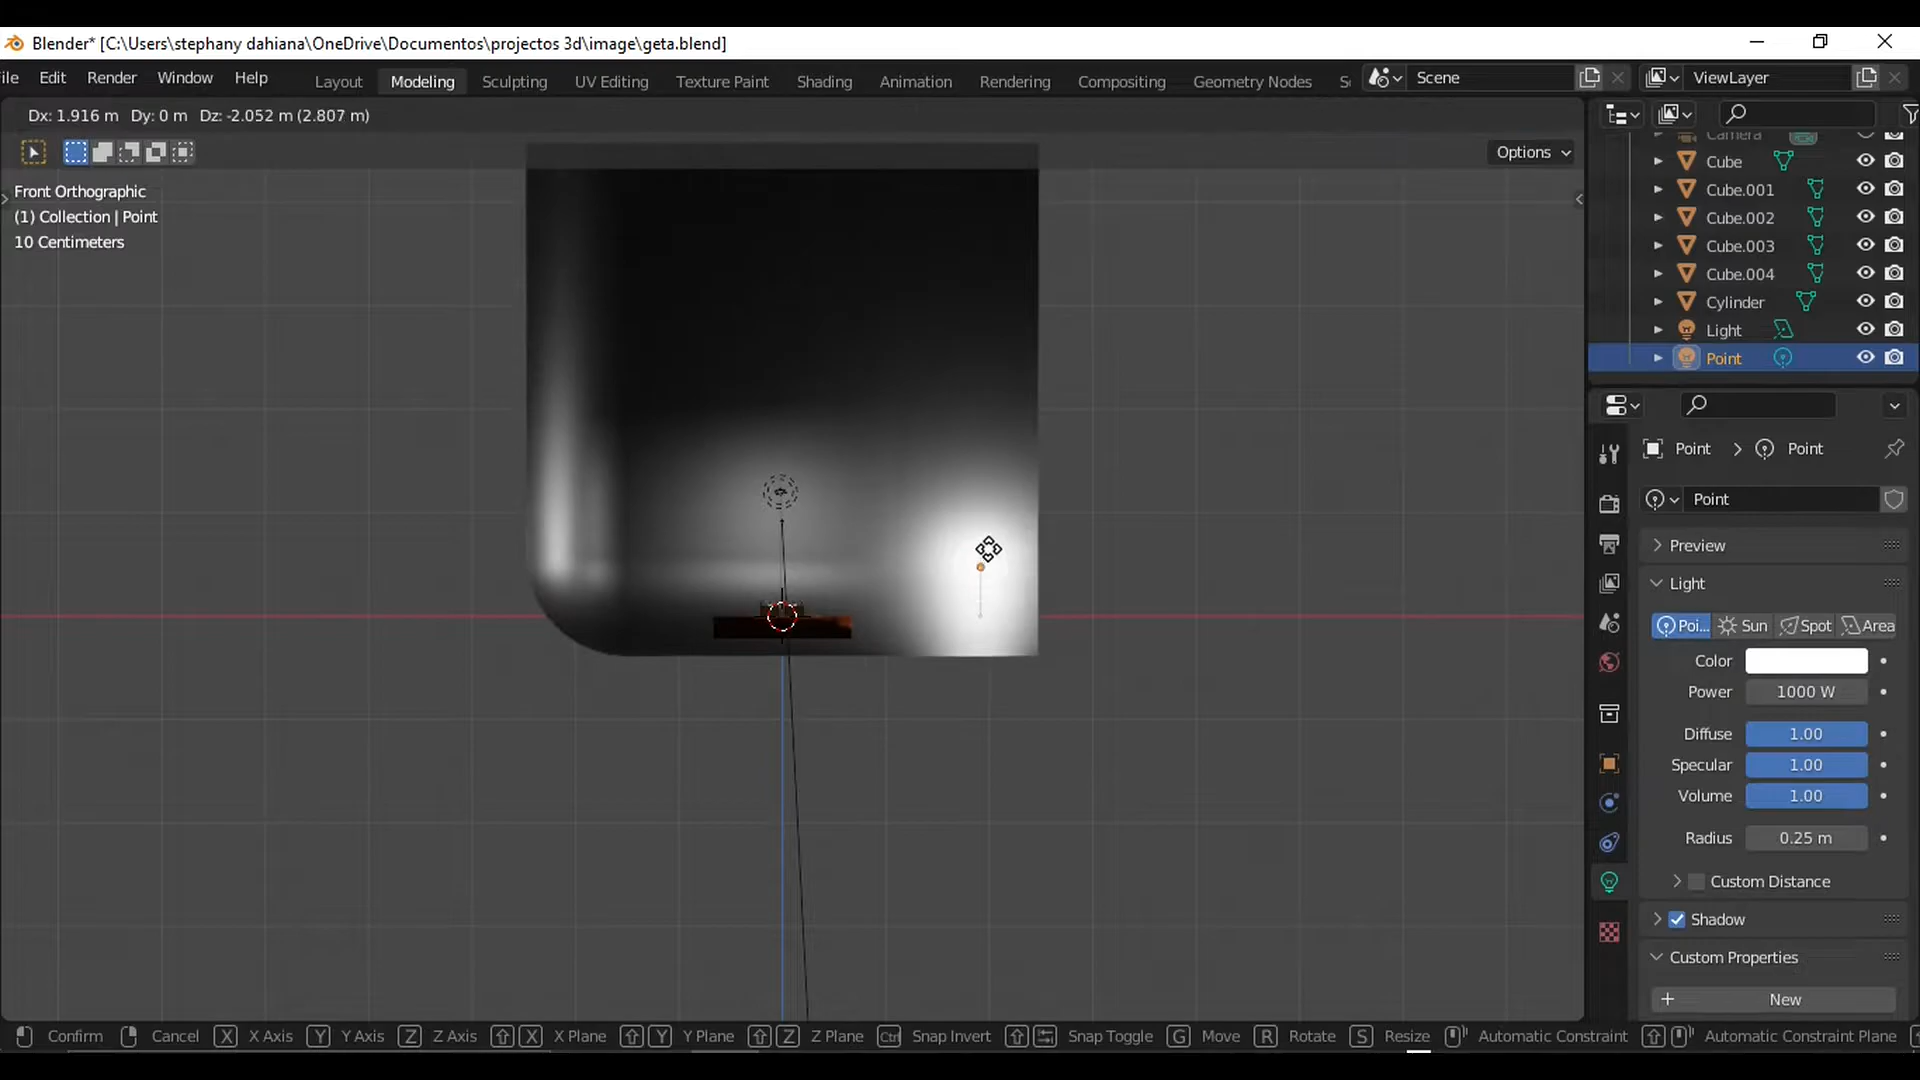 Blender* [C:\Users\stephany dahiana\OneDrive\Documentos\projectos 3d\image\geta.blend]
ile Edit Render Window Help Layout Modeling Sculpting UV Editing Texture Paint Shading Animation Rendering Compositing Geometry Nodes Sc Scene ViewLayer
Dx: 1.916 m Dy: 0 m Dz: -2.052 m (2.807 m)
Options
Front Orthographic
(1) Collection | Point
10 Centimeters
Camera
Cube
Cube.001
Cube.002
Cube.003
Cube.004
Cylinder
Light
Point
Point > Point
Point
Preview
Light
Poi... Sun Spot Area
Color
Power 1000 W
Diffuse 1.00
Specular 1.00
Volume 1.00
Radius 0.25 m
Custom Distance
Shadow
Custom Properties
+ New
Confirm Cancel X X Axis Y Y Axis Z Z Axis X X Plane Y Y Plane Z Z Plane Ctrl Snap Invert Snap Toggle G Move R Rotate S Resize Automatic Constraint Automatic Constraint Plane